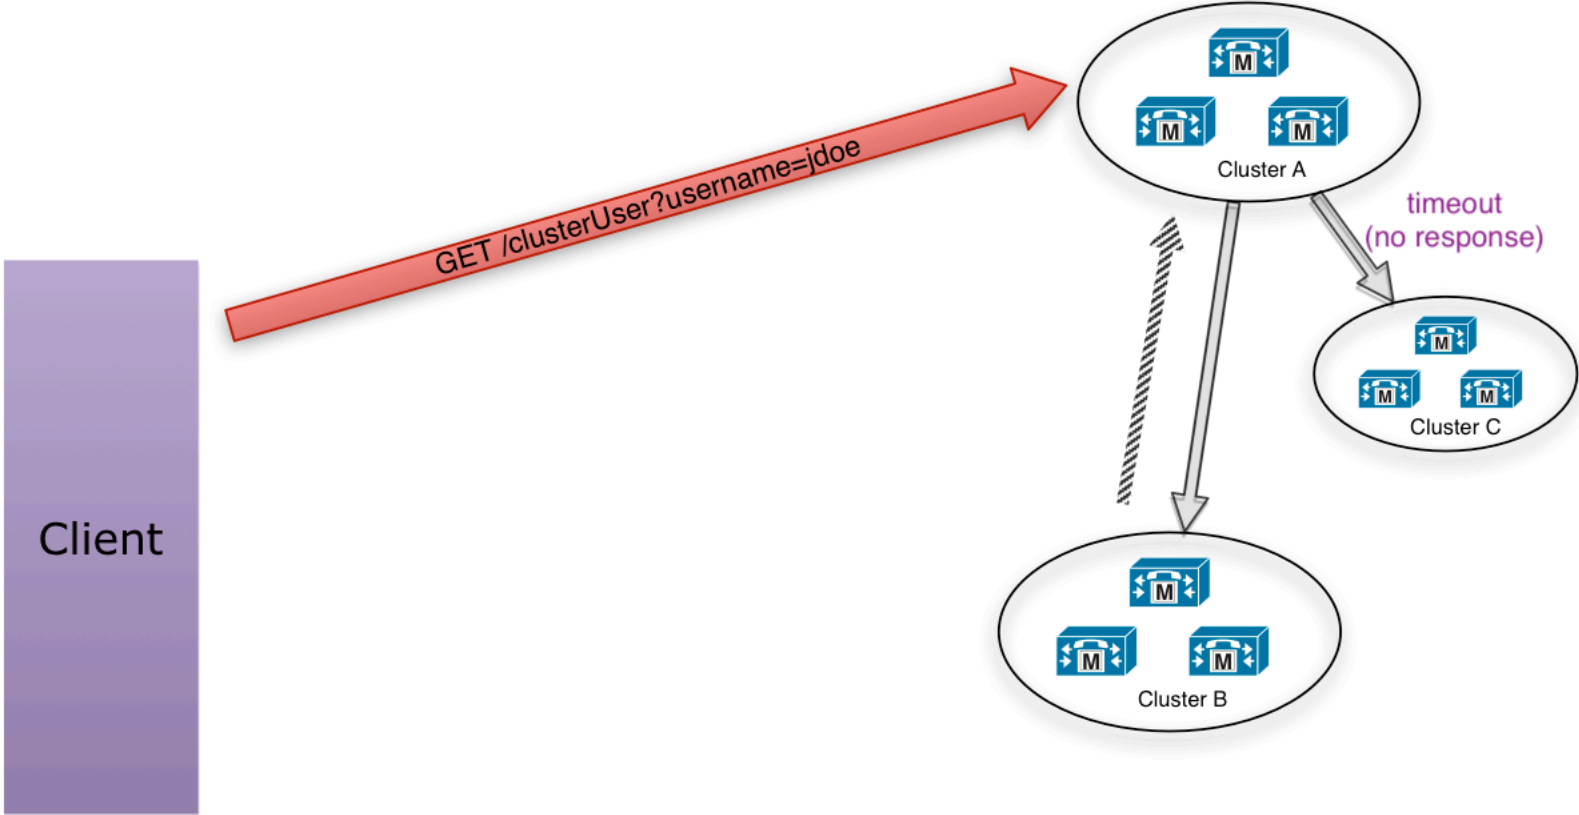 M
M
M
Cluster A
GET /clusterUser?username=jdoe
timeout
(no response)
M
M
M
Cluster C
Client
M
M
M
Cluster B